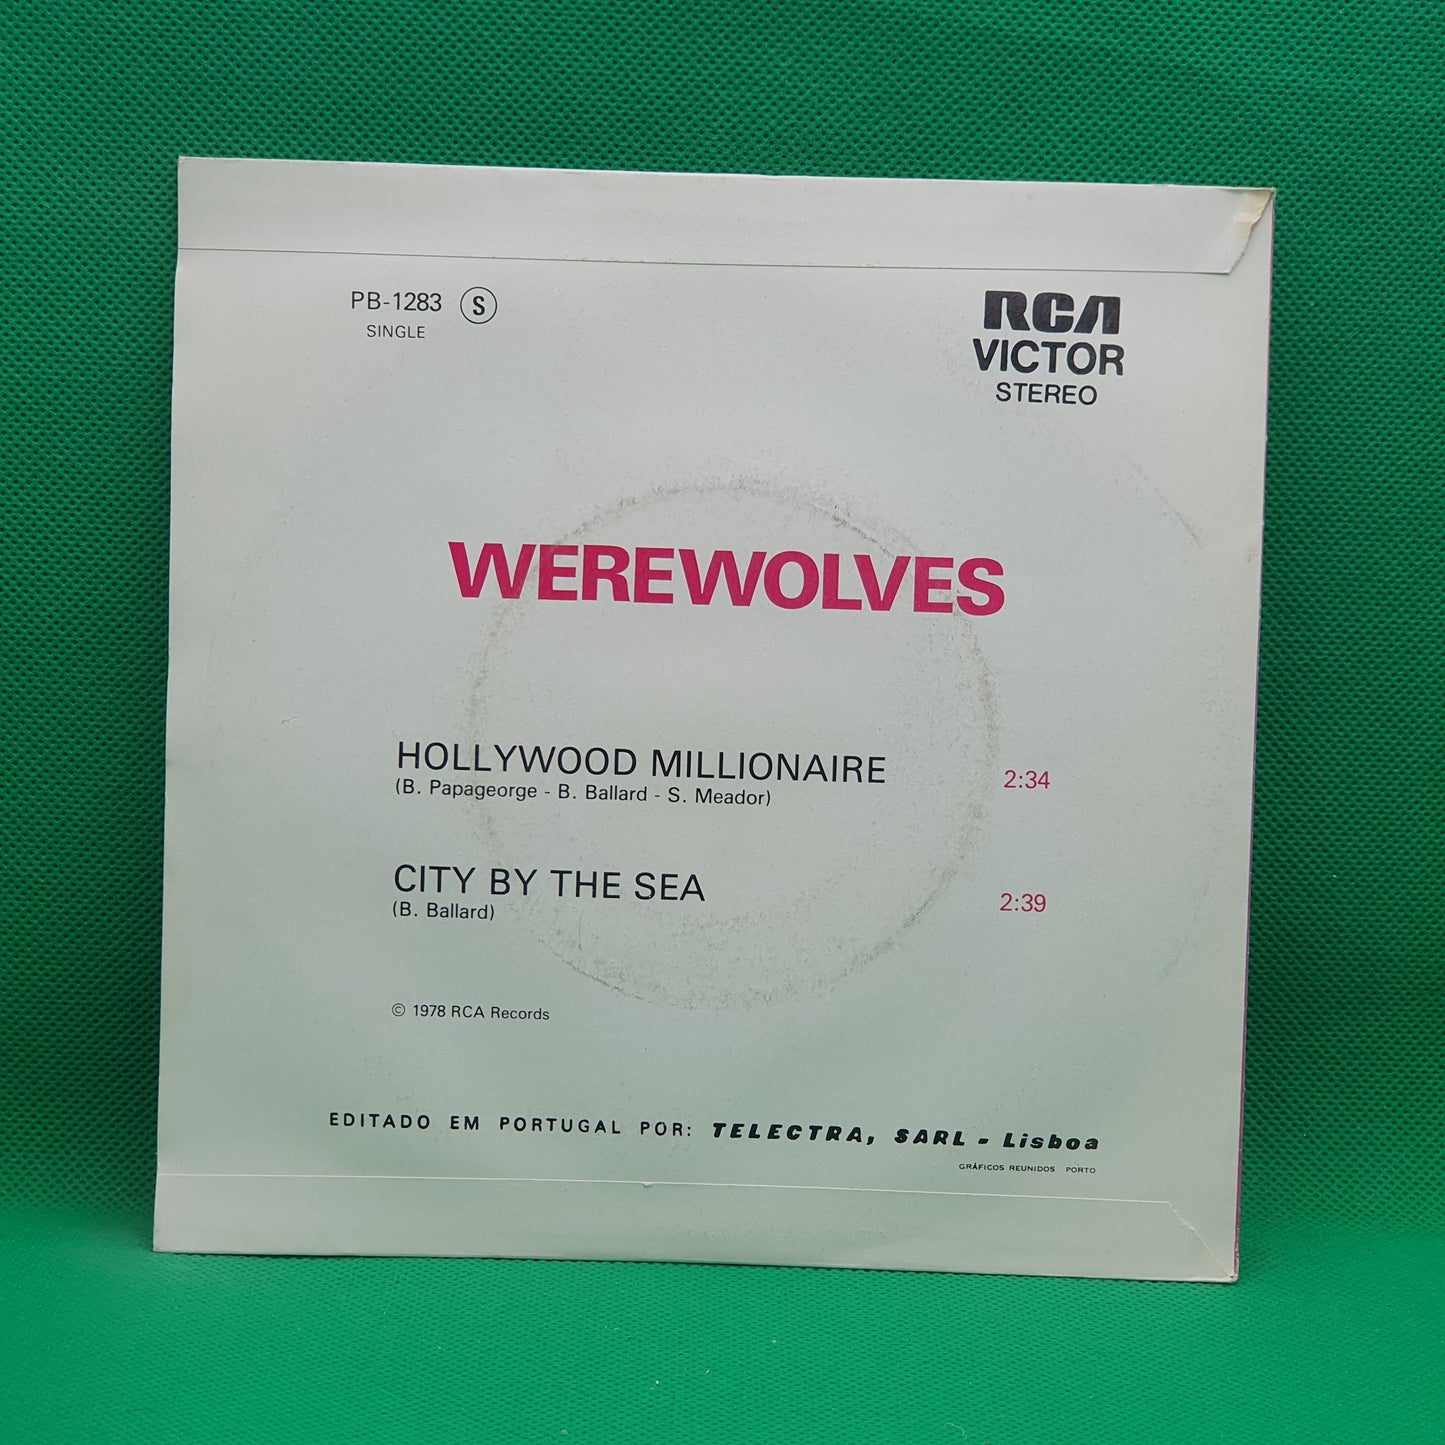 PB-1283 S
SINGLE
RCA
VICTOR
STEREO
WEREWOLVES
HOLLYWOOD MILLIONAIRE 2:34
(B. Papageorge - B. Ballard - S. Meador)
CITY BY THE SEA 2:39
(B. Ballard)
© 1978 RCA Records
EDITADO EM PORTUGAL POR: TELECTRA, SARL - Lisboa
GRÁFICOS REUNIDOS PORTO